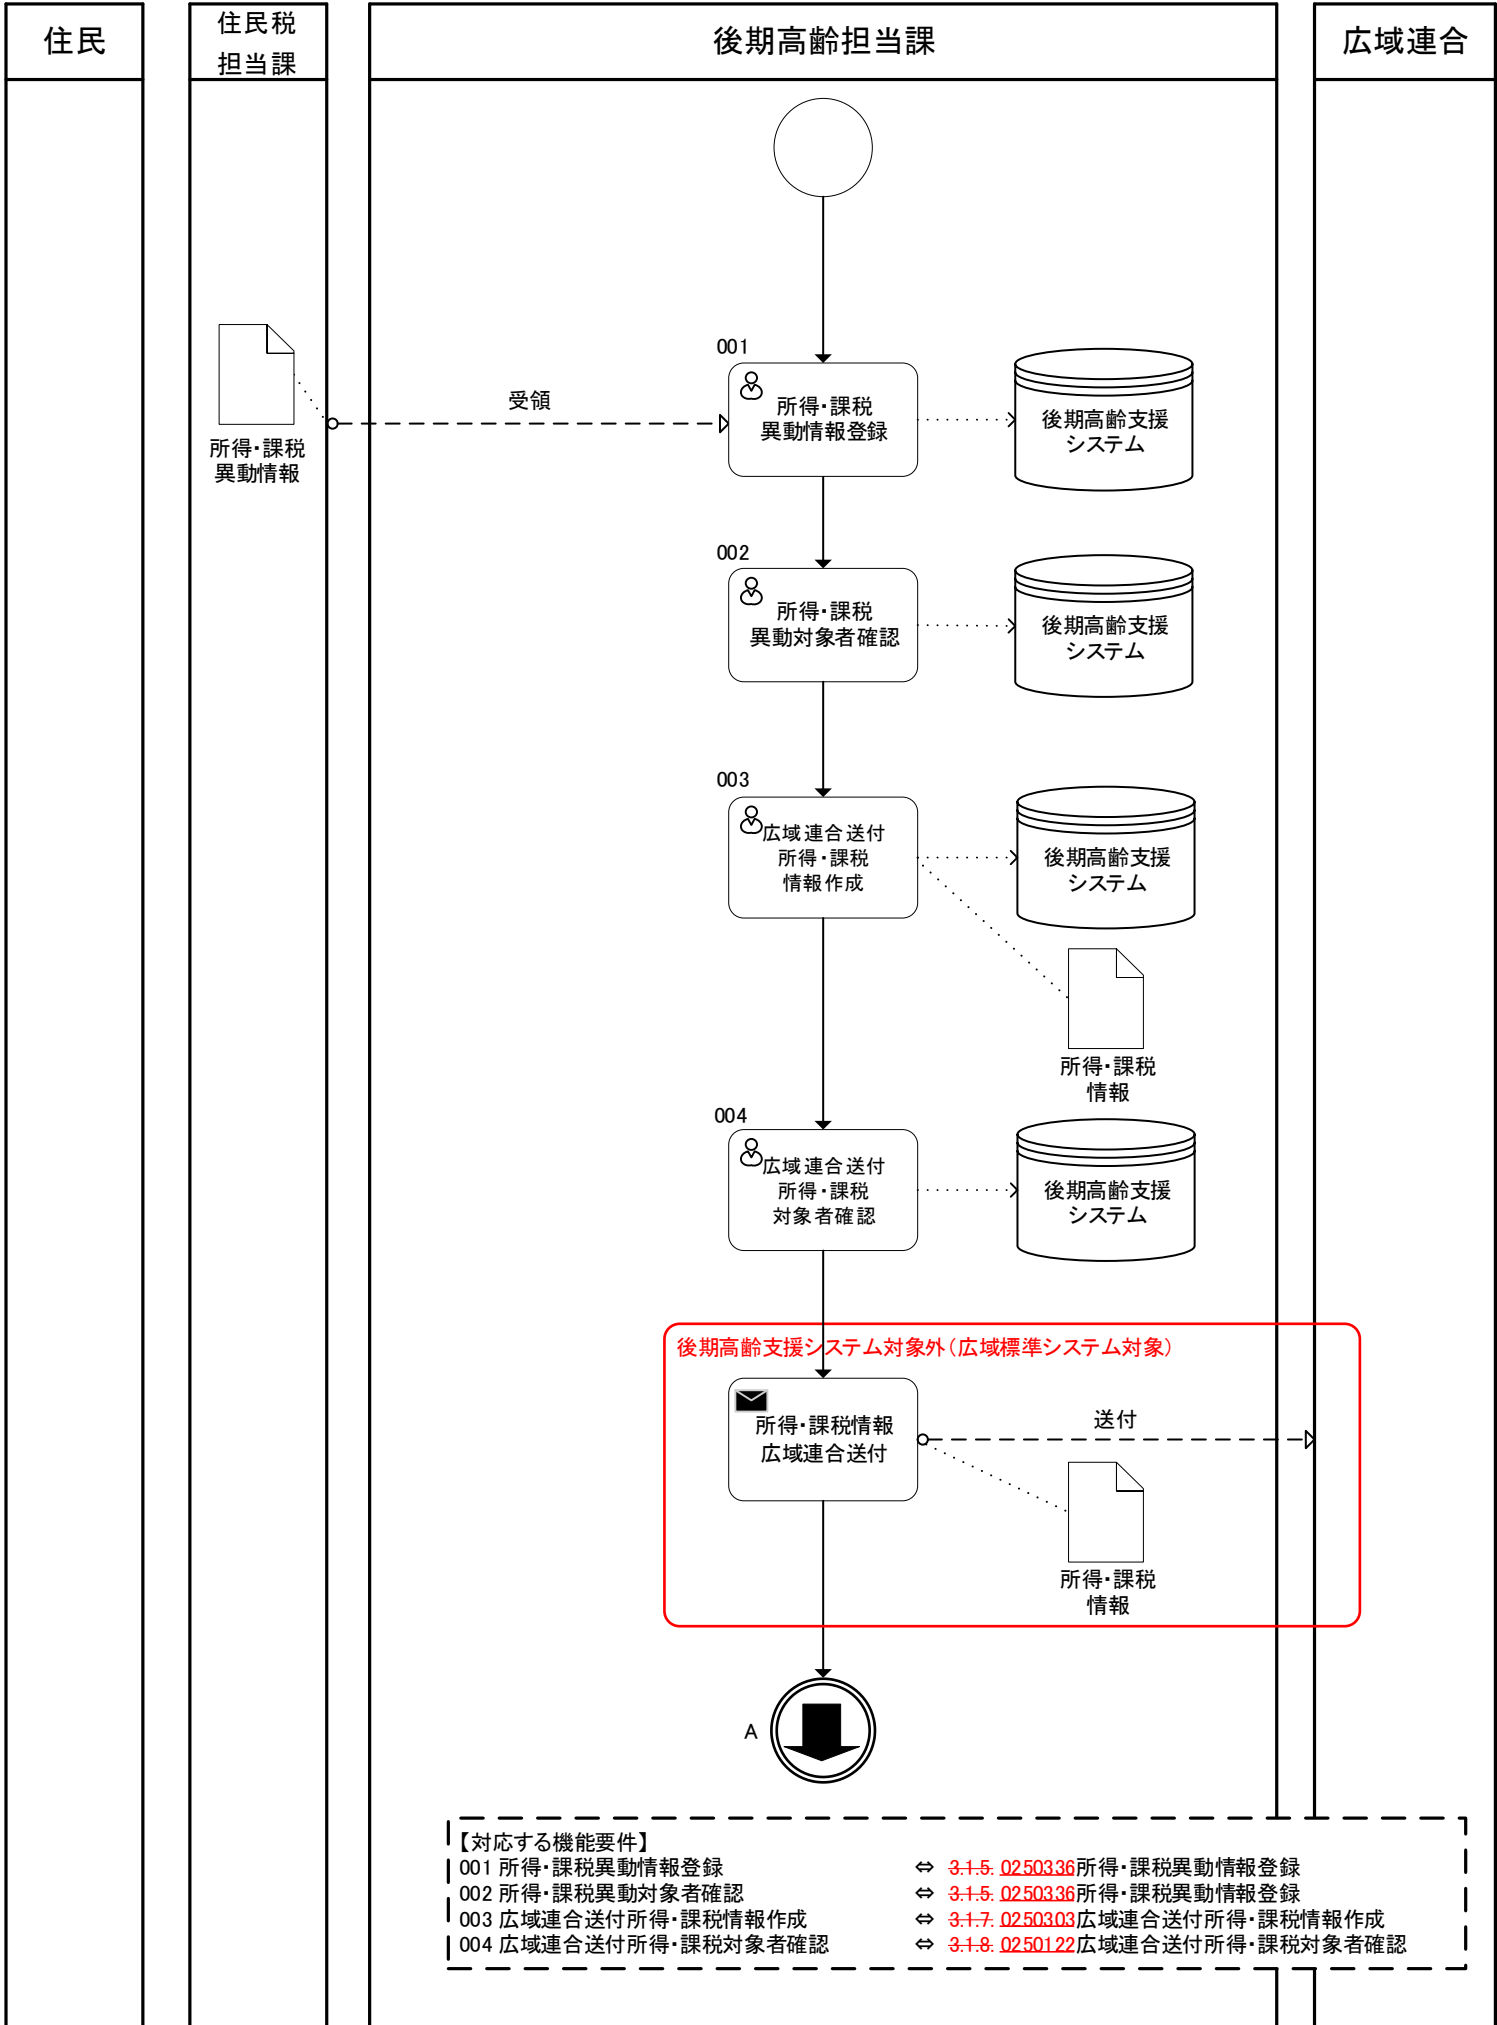 住民
住民税
担当課
後期高齢担当課
広域連合
所得・課税
異動情報
受領
001
所得・課税
異動情報登録
後期高齢支援
システム
002
所得・課税
異動対象者確認
後期高齢支援
システム
003
広域連合送付
所得・課税
情報作成
後期高齢支援
システム
所得・課税
情報
004
広域連合送付
所得・課税
対象者確認
後期高齢支援
システム
後期高齢支援システム対象外（広域標準システム対象）
所得・課税情報
広域連合送付
送付
所得・課税
情報
A
【対応する機能要件】
001 所得・課税異動情報登録 ⇔ 3.1.5. 0250336所得・課税異動情報登録
002 所得・課税異動対象者確認 ⇔ 3.1.5. 0250336所得・課税異動情報登録
003 広域連合送付所得・課税情報作成 ⇔ 3.1.7. 0250303広域連合送付所得・課税情報作成
004 広域連合送付所得・課税対象者確認 ⇔ 3.1.8. 0250122広域連合送付所得・課税対象者確認